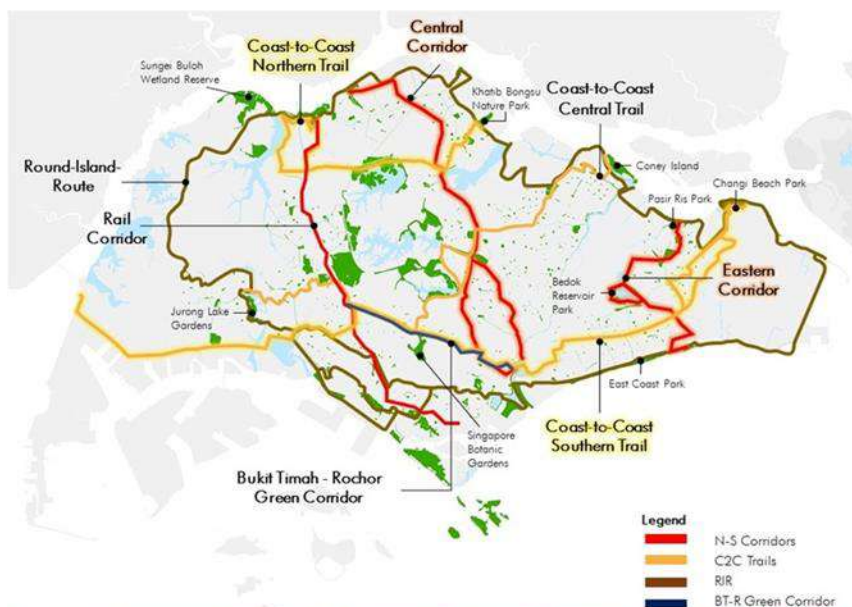 Central
Corridor
Coast-to-Coast
Northern Trail
Sungei Buloh
Wetland Reserve
Khatib Bongsu
Nature Park
Coast-to-Coast
Central Trail
Round-Island-
Route
Coney Island
Changi Beach Park
Pasir Ris Park
Rail
Corridor
Eastern
Corridor
Bedok
Reservoir
Park
Jurong Lake
Gardens
East Coast Park
Singapore
Botanic
Gardens
Coast-to-Coast
Southern Trail
Bukit Timah - Rochor
Green Corridor
Legend
N-S Corridors
C2C Trails
RIR
BT-R Green Corridor